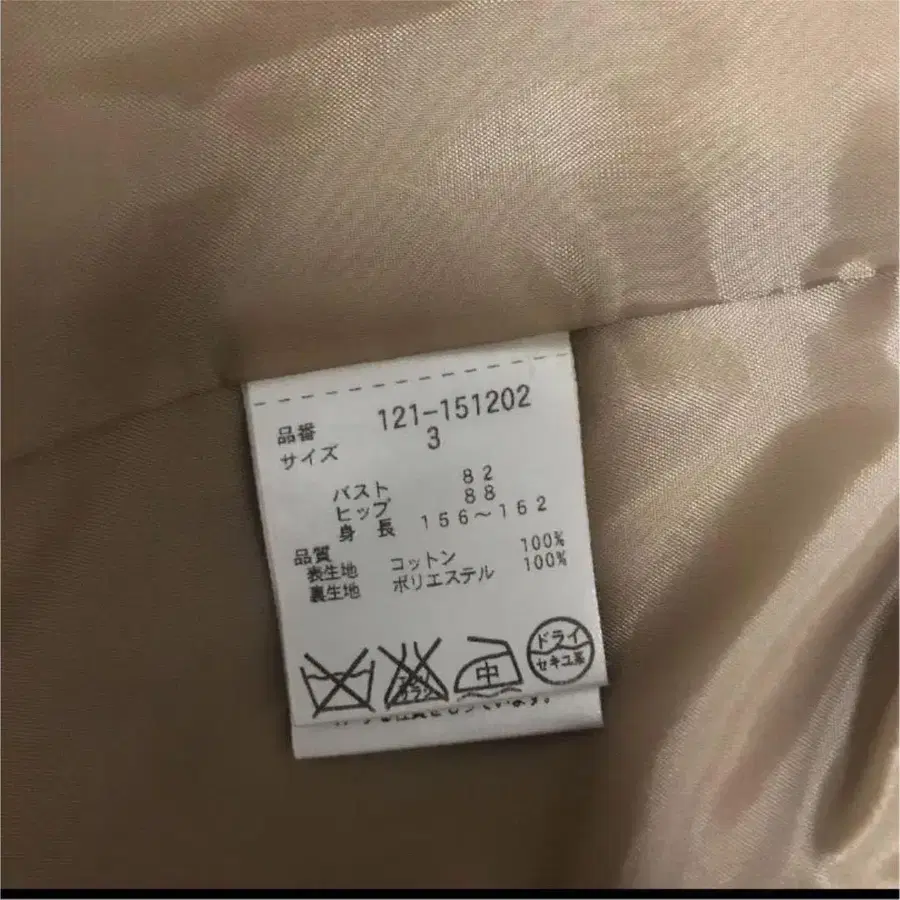 品番 121-151202
サイズ 3
バスト 82
ヒップ 88
身長 156～162
品質
表生地 コットン 100%
裏生地 ポリエステル 100%
中
ドライ
セキユ系